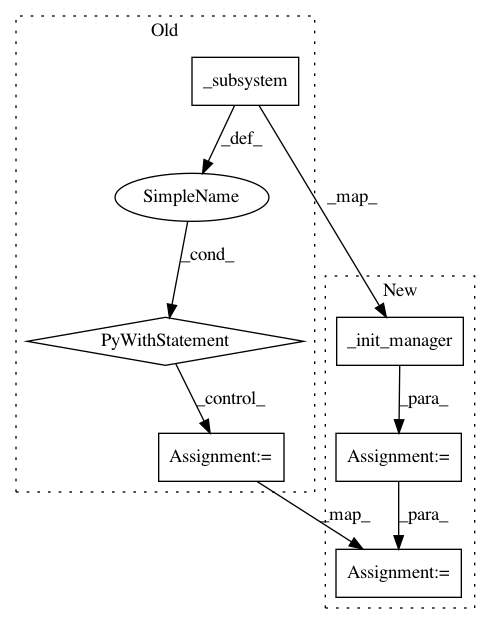 Old
_subsystem
_def_
_map_
SimpleName
_cond_
New
PyWithStatement
_init_manager
_control_
_para_
Assignment:=
Assignment:=
_map_
_para_
Assignment:=